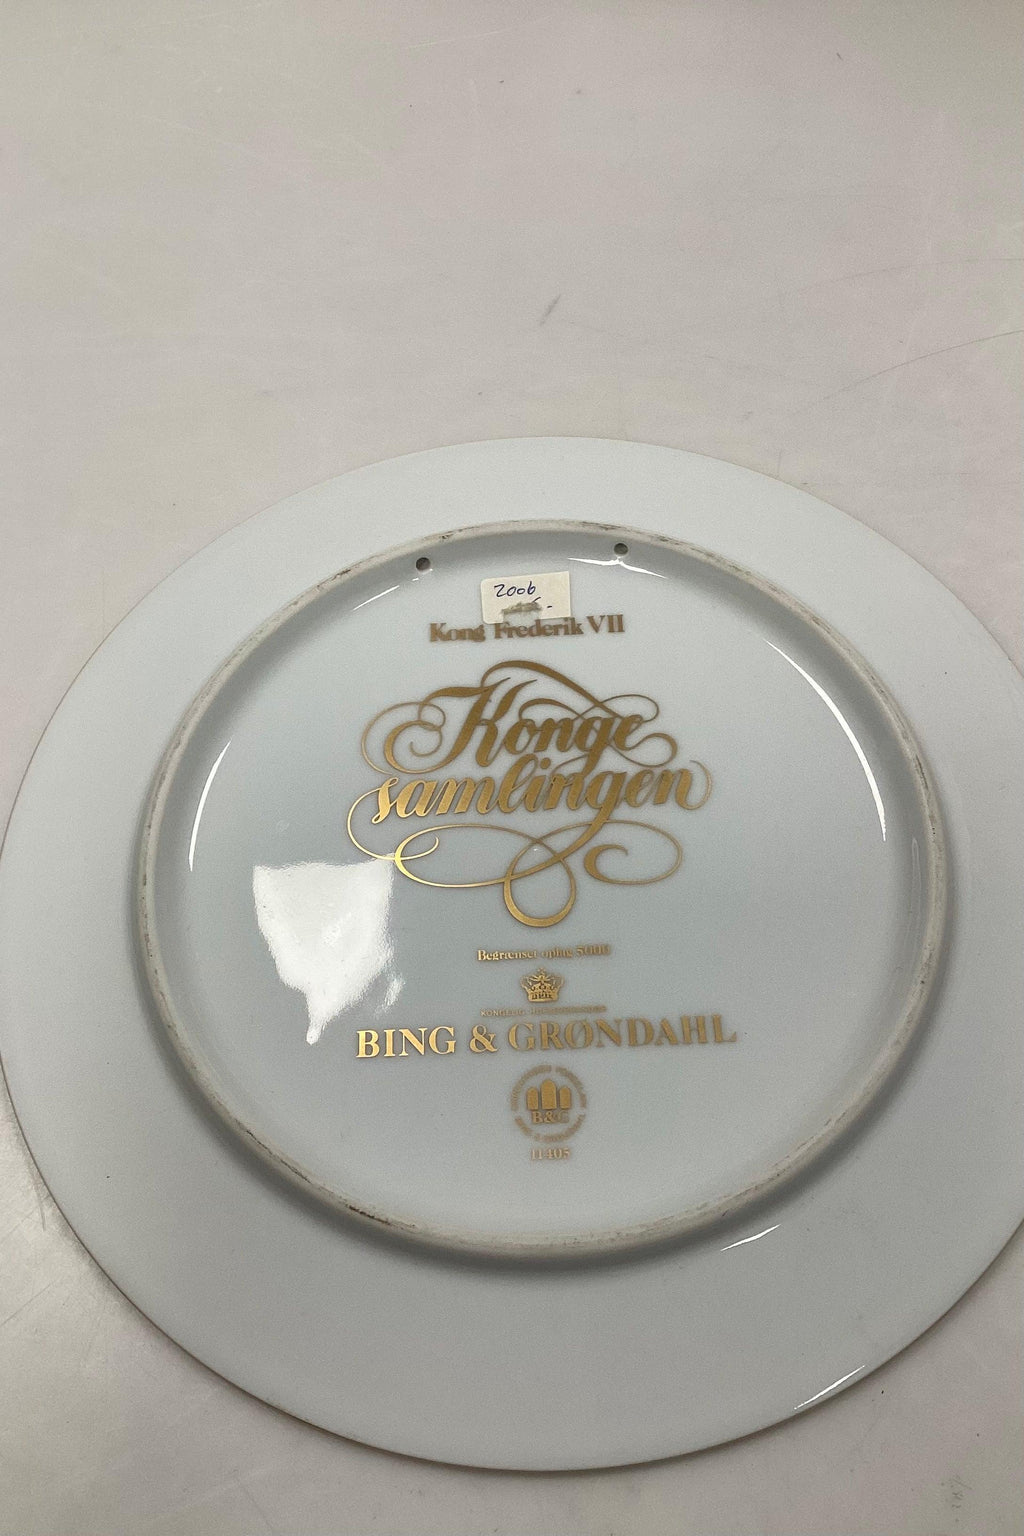 2006
Kong Frederik VII
Konge
samlingen
Begrænset oplag 5000
BING & GRØNDAHL
B&G
11405